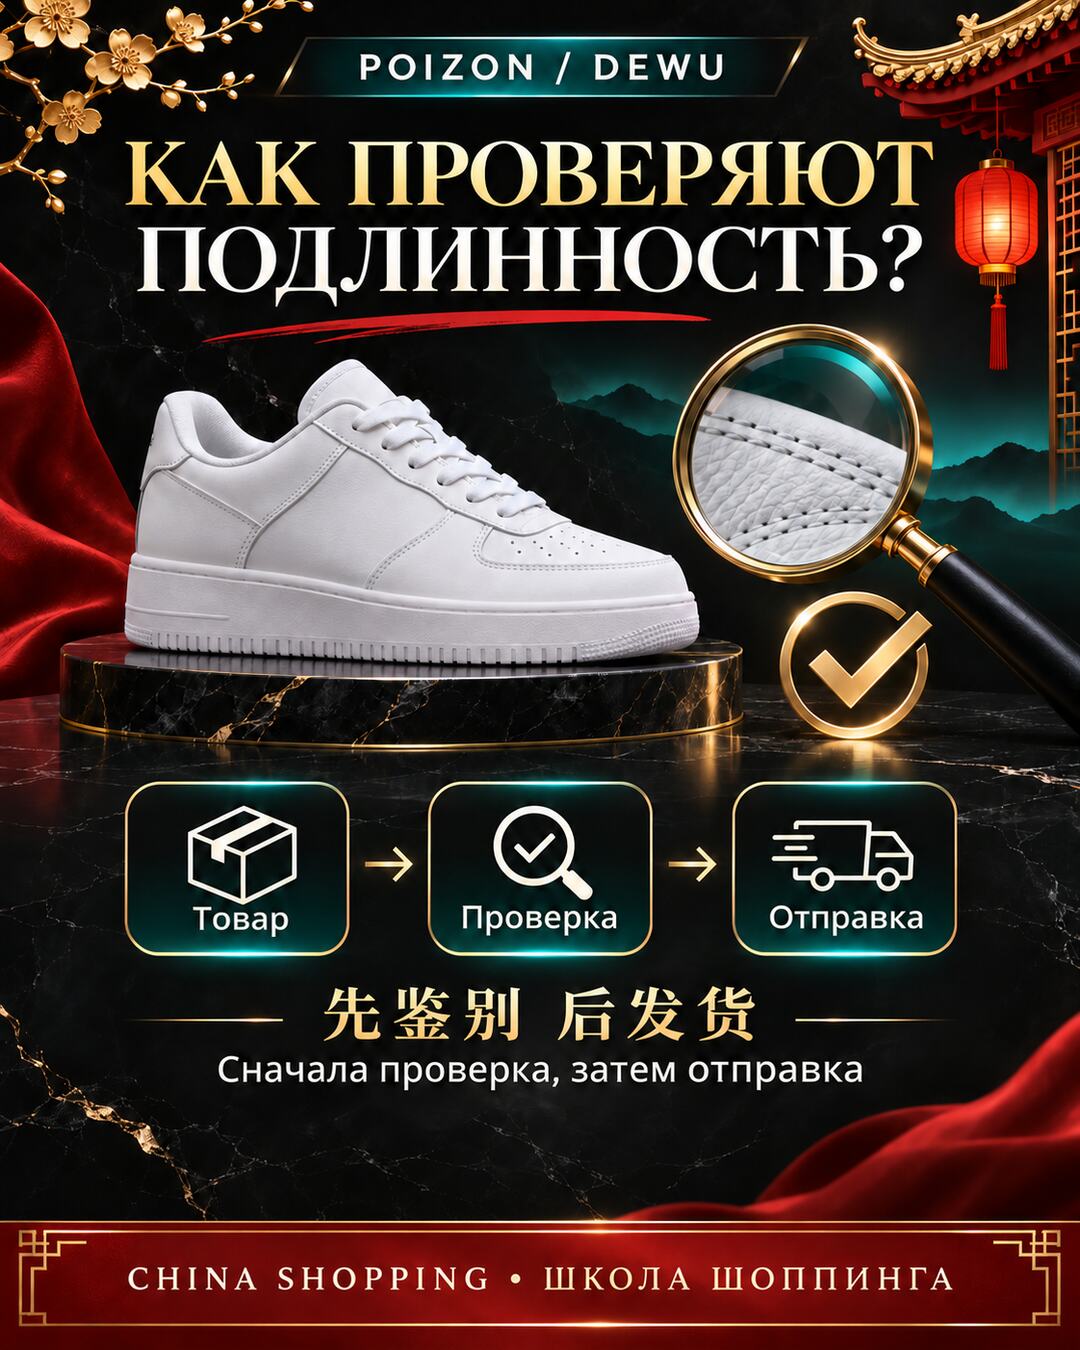 POIZON / DEWU
КАК ПРОВЕРЯЮТ
ПОДЛИННОСТЬ?
Товар
Проверка
Отправка
先鉴别 后发货
Сначала проверка, затем отправка
CHINA SHOPPING • ШКОЛА ШОППИНГА